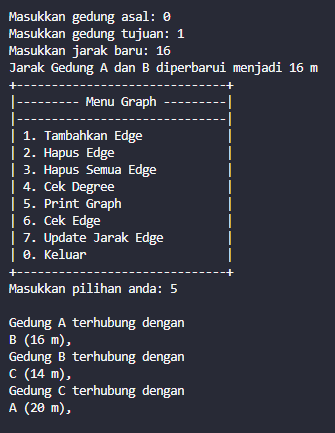 Masukkan gedung asal: 0
Masukkan gedung tujuan: 1
Masukkan jarak baru: 16
Jarak Gedung A dan B diperbarui menjadi 16 m
+----------------------------+
|--------- Menu Graph ---------|
|----------------------------|
| 1. Tambahkan Edge |
| 2. Hapus Edge |
| 3. Hapus Semua Edge |
| 4. Cek Degree |
| 5. Print Graph |
| 6. Cek Edge |
| 7. Update Jarak Edge |
| 0. Keluar |
+----------------------------+
Masukkan pilihan anda: 5
Gedung A terhubung dengan
B (16 m),
Gedung B terhubung dengan
C (14 m),
Gedung C terhubung dengan
A (20 m),